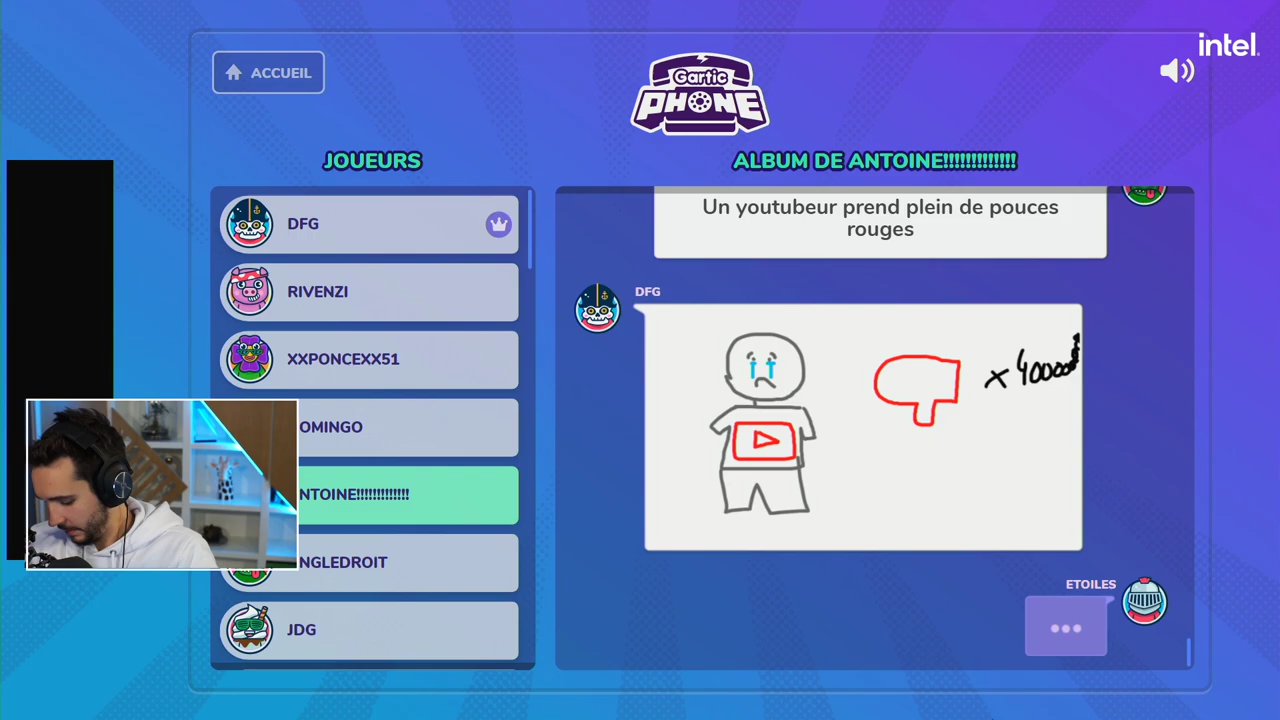 intel.
ACCUEIL
Gartic
PHONE
JOUEURS
ALBUM DE ANTOINE!!!!!!!!!!!!!
DFG
RIVENZI
XXPONCEXX51
OMINGO
NTOINE!!!!!!!!!!!!!
NGLEDROIT
JDG
Un youtubeur prend plein de pouces
rouges
DFG
ETOILES